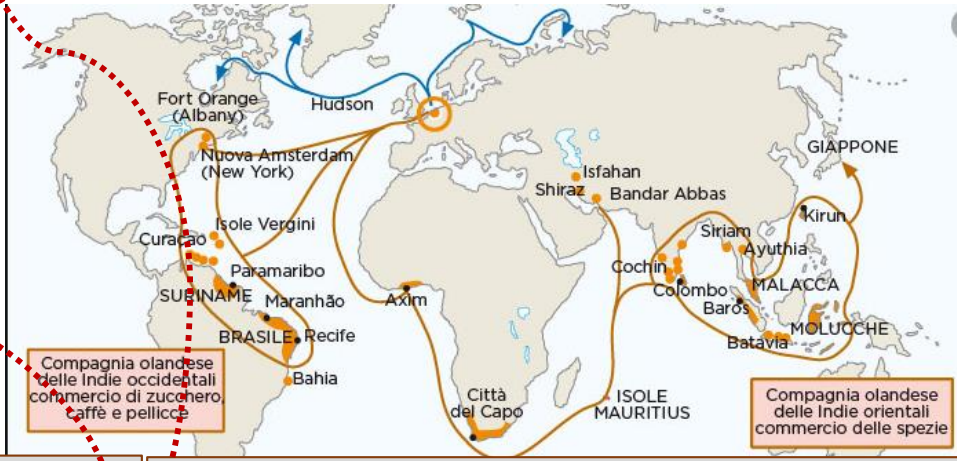 Fort Orange
(Albany)
Hudson
Nuova Amsterdam
(New York)
Isole Vergini
Curaçao
Paramaribo
SURINAME
Maranhão
BRASILE
Recife
Bahia
Compagnia olandese
delle Indie occidentali
commercio di zucchero,
caffè e pellicce
Axim
Città
del Capo
Isfahan
Shiraz
Bandar Abbas
GIAPPONE
Kirun
Siriam
Ayuthia
Cochin
Colombo
MALACCA
Baros
MOLUCCHE
Batavia
ISOLE
MAURITIUS
Compagnia olandese
delle Indie orientali
commercio delle spezie